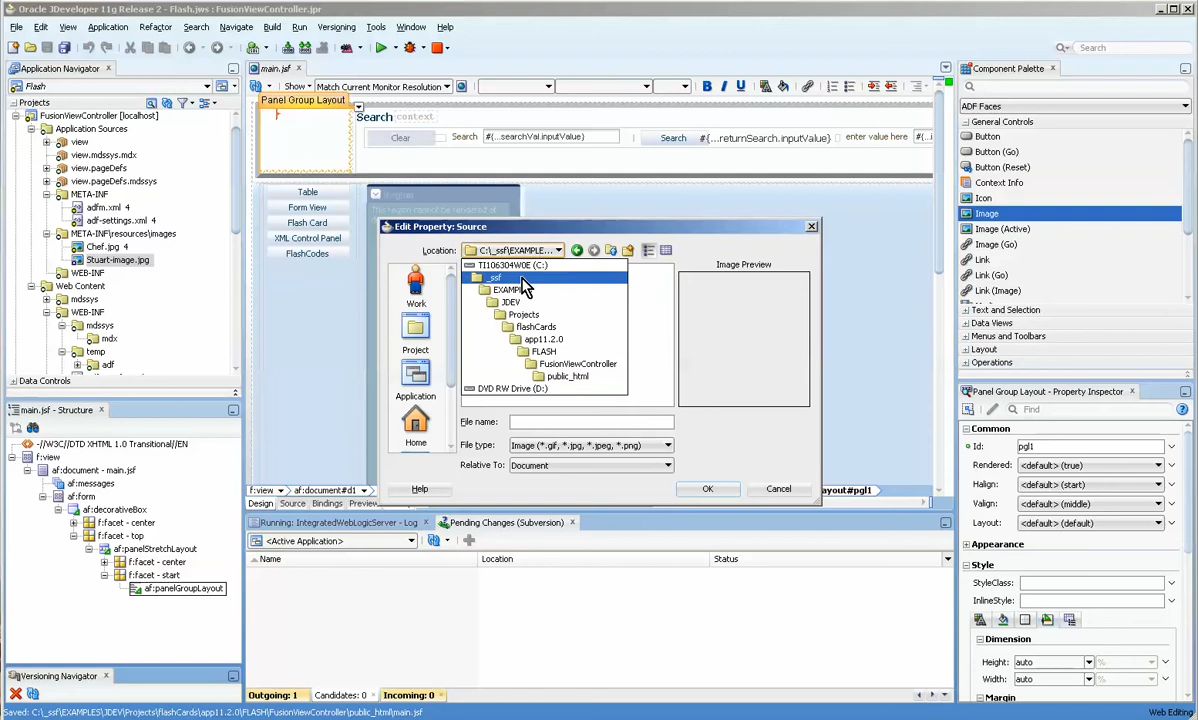 Oracle JDeveloper 11g Release 2 - Flash.jws : FusionViewController.jpr
File Edit View Application Refactor Search Navigate Build Run Versioning Tools Window Help
Search
Application Navigator
Flash
Projects
FusionViewController [localhost]
Application Sources
view
view.mdssys.mdx
view.pageDefs
view.pageDefs.mdssys
META-INF
adfm.xml 4
adf-settings.xml 4
META-INF\resources\images
Chef.jpg 4
Stuart-image.jpg
WEB-INF
Web Content
mdssys
WEB-INF
mdssys
mdx
temp
adf
Data Controls
main.jsf - Structure
-//W3C//DTD XHTML 1.0 Transitional//EN
f:view
af:document - main.jsf
af:messages
af:form
af:decorativeBox
f:facet - center
f:facet - top
af:panelStretchLayout
f:facet - center
f:facet - start
af:panelGroupLayout
Versioning Navigator
Saved: C:\_ssf\EXAMPLES\JDEV\Projects\flashCards\app11.2.0\FLASH\FusionViewController\public_html\main.jsf
main.jsf
Show Match Current Monitor Resolution
B I U
Panel Group Layout
Search context
Clear Search #{...searchVal.inputValue} Search #{...returnSearch.inputValue} enter value here #{...i
Table
Form View
Flash Card
XML Control Panel
FlashCodes
This region cannot be rendered at
Edit Property: Source
Location: C:\_ssf\EXAMPLE...
TI106304W0E (C:)
_ssf
JDEV
Projects
flashCards
app11.2.0
FLASH
FusionViewController
public_html
DVD RW Drive (D:)
Work
Project
Application
Home
Image Preview
File name:
File type: Image (*.gif, *.jpg, *.jpeg, *.png)
Relative To: Document
Help OK Cancel
f:view af:document#d1 ayout#pgl1
Design Source Bindings Preview
Running: IntegratedWebLogicServer - Log Pending Changes (Subversion)
<Active Application>
Name Location Status
Outgoing: 1 Candidates: 0 Incoming: 0
Component Palette
ADF Faces
General Controls
Button
Button (Go)
Button (Reset)
Context Info
Icon
Image
Image (Active)
Image (Go)
Link
Link (Go)
Link (Image)
Text and Selection
Data Views
Menus and Toolbars
Layout
Operations
Panel Group Layout - Property Inspector
Find
Common
Id: pgl1
Rendered: <default> (true)
Halign: <default> (start)
Valign: <default> (middle)
Layout: <default> (default)
Appearance
Style
StyleClass:
InlineStyle:
Dimension
Height: auto %
Width: auto %
Margin
Web Editing